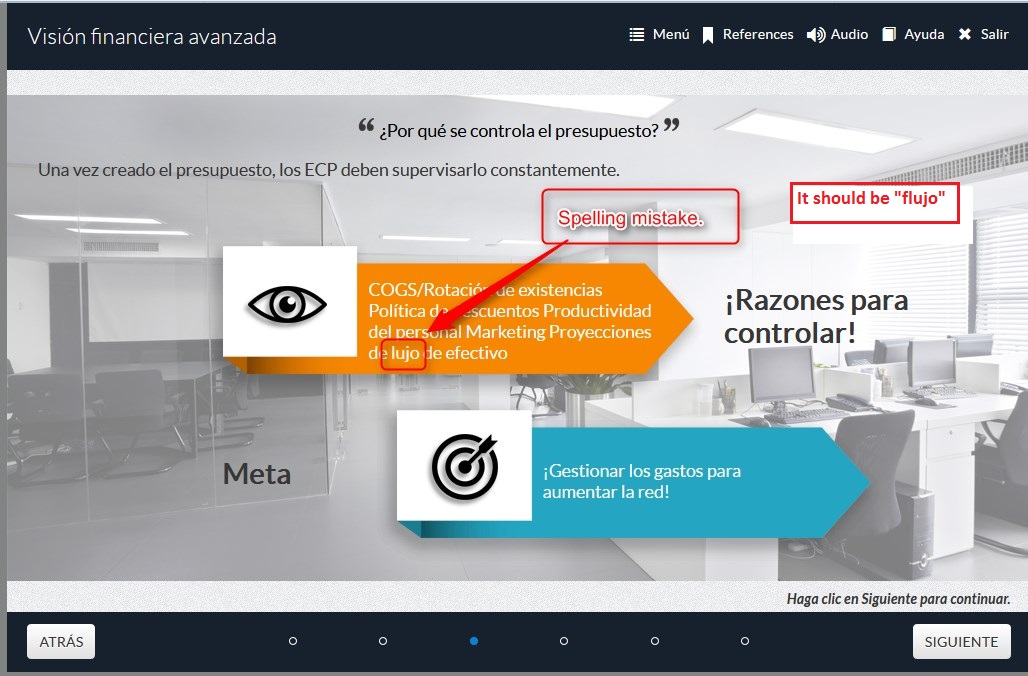 Visión financiera avanzada
Menú References Audio Ayuda Salir
“ ¿Por qué se controla el presupuesto? ”
Una vez creado el presupuesto, los ECP deben supervisarlo constantemente.
It should be "flujo"
Spelling mistake.
COGS/Rotación de existencias
Política de descuentos Productividad
del personal Marketing Proyecciones
de lujo de efectivo
¡Razones para
controlar!
Meta
¡Gestionar los gastos para
aumentar la red!
Haga clic en Siguiente para continuar.
ATRÁS
SIGUIENTE